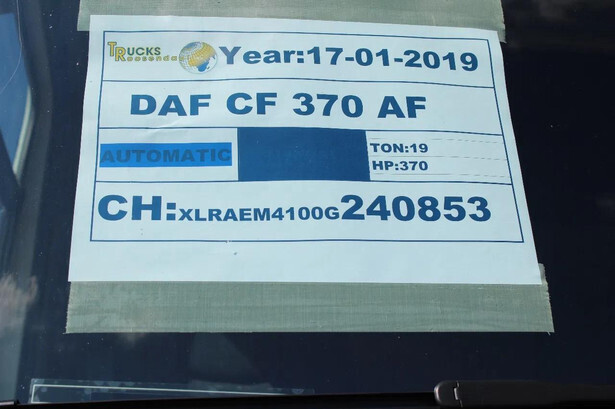 TRUCKS
Roosendaal
Year:17-01-2019
DAF CF 370 AF
AUTOMATIC
TON:19
HP:370
CH:XLRAEM4100G240853